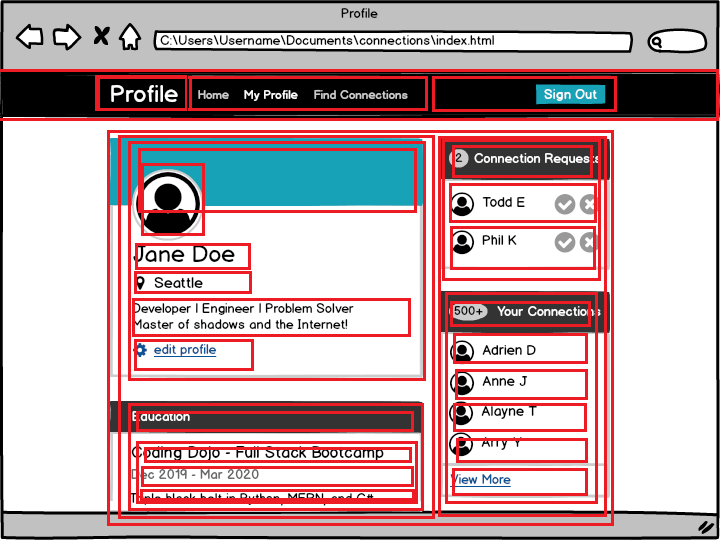 Profile
C:\Users\Username\Documents\connections\index.html
Profile Home My Profile Find Connections Sign Out
2 Connection Requests
Todd E
Phil K
Jane Doe
Seattle
Developer | Engineer | Problem Solver
Master of shadows and the Internet!
edit profile
500+ Your Connections
Adrien D
Anne J
Alayne T
Arry Y
View More
Education
Coding Dojo - Full Stack Bootcamp
Dec 2019 - Mar 2020
Triple black belt in Python, MERN, and C#